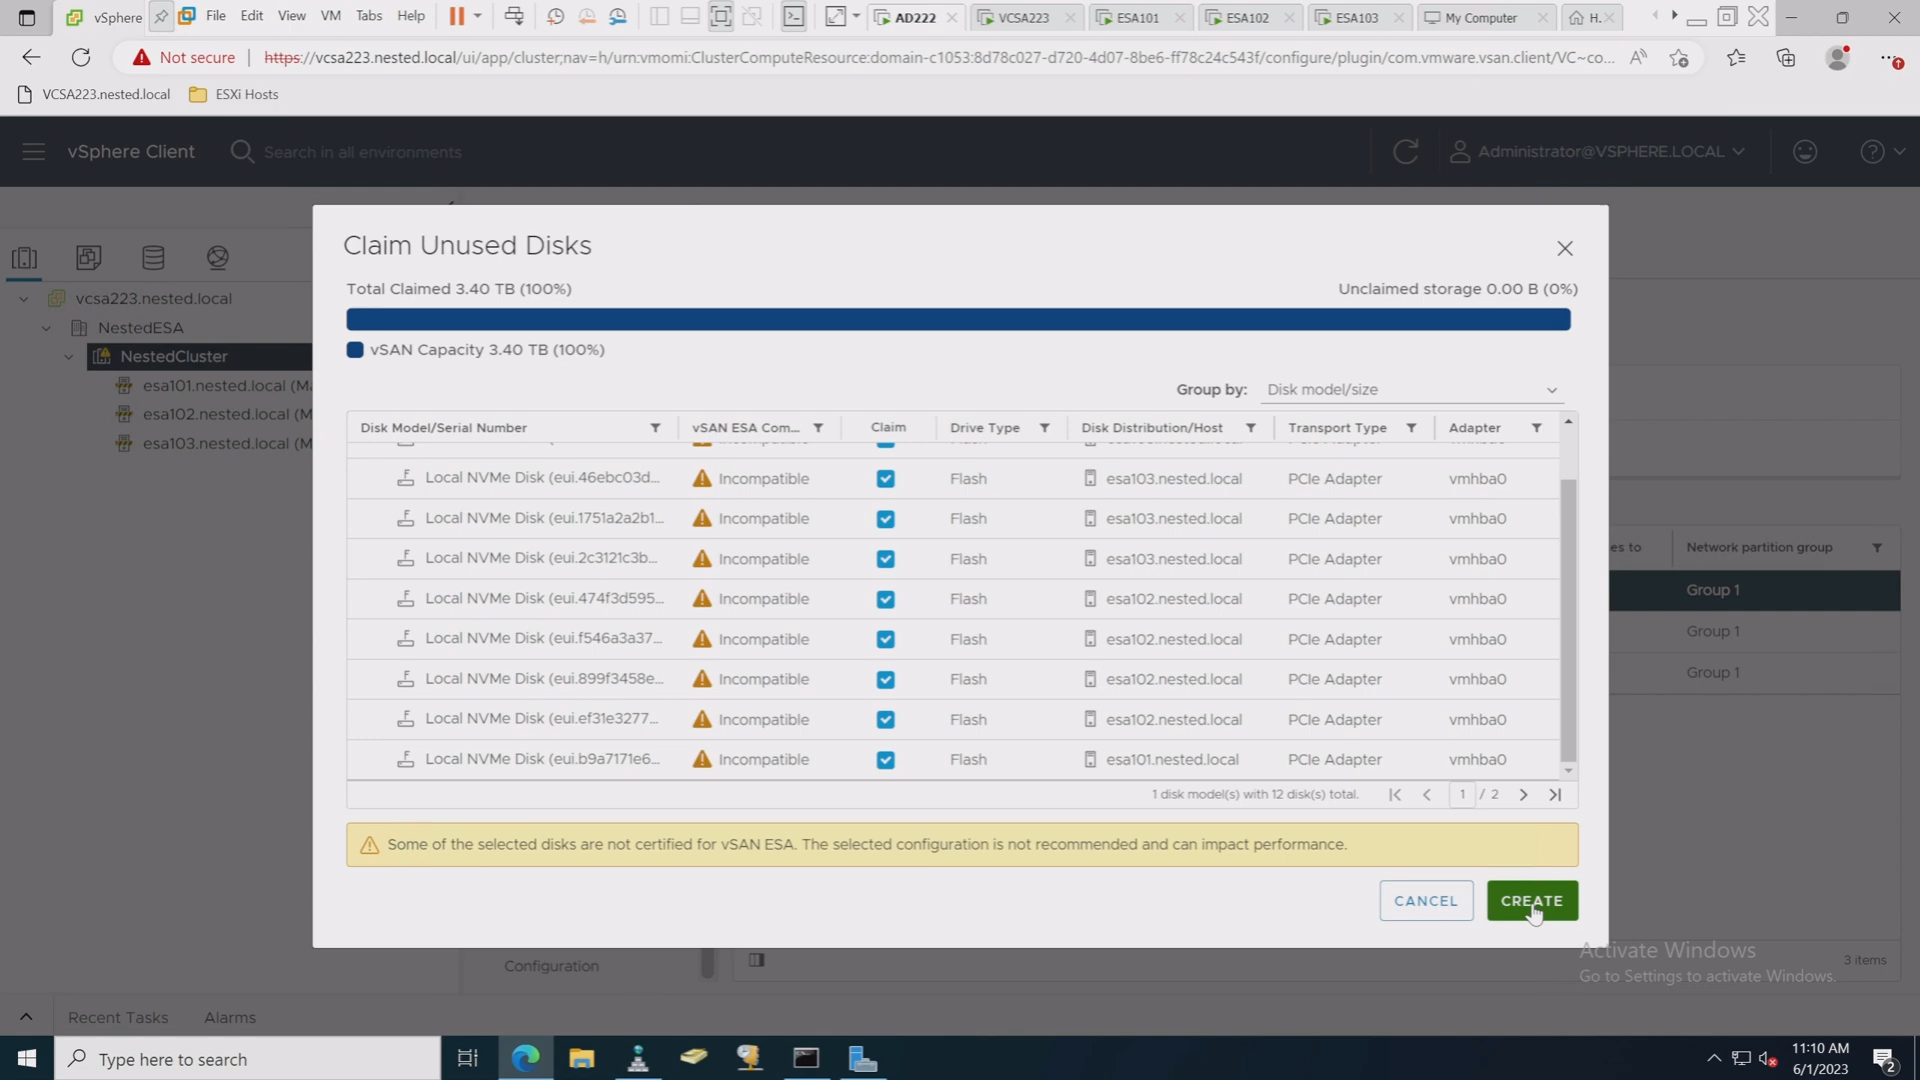 vSphere
File Edit View VM Tabs Help
AD222
VCSA223
ESA101
ESA102
ESA103
My Computer
H.
Not secure
https://vcsa223.nested.local/ui/app/cluster;nav=h/urn:vmomi:ClusterComputeResource:domain-c1053:8d78c027-d720-4d07-8be6-ff78c24c543f/configure/plugin/com.vmware.vsan.client/VC~co...
VCSA223.nested.local
ESXi Hosts
vSphere Client
Search in all environments
Administrator@VSPHERE.LOCAL
vcsa223.nested.local
NestedESA
NestedCluster
esa101.nested.local (Ma
esa102.nested.local (M
esa103.nested.local (M
Claim Unused Disks
Total Claimed 3.40 TB (100%)
Unclaimed storage 0.00 B (0%)
vSAN Capacity 3.40 TB (100%)
Group by: Disk model/size
Disk Model/Serial Number vSAN ESA Com... Claim Drive Type Disk Distribution/Host Transport Type Adapter
Local NVMe Disk (eui.46ebc03d... Incompatible Flash esa103.nested.local PCIe Adapter vmhba0
Local NVMe Disk (eui.1751a2a2b1... Incompatible Flash esa103.nested.local PCIe Adapter vmhba0
Local NVMe Disk (eui.2c3121c3b... Incompatible Flash esa103.nested.local PCIe Adapter vmhba0
Local NVMe Disk (eui.474f3d595... Incompatible Flash esa102.nested.local PCIe Adapter vmhba0
Local NVMe Disk (eui.f546a3a37... Incompatible Flash esa102.nested.local PCIe Adapter vmhba0
Local NVMe Disk (eui.899f3458e... Incompatible Flash esa102.nested.local PCIe Adapter vmhba0
Local NVMe Disk (eui.ef31e3277... Incompatible Flash esa102.nested.local PCIe Adapter vmhba0
Local NVMe Disk (eui.b9a7171e6... Incompatible Flash esa101.nested.local PCIe Adapter vmhba0
1 disk model(s) with 12 disk(s) total. 1 / 2
Some of the selected disks are not certified for vSAN ESA. The selected configuration is not recommended and can impact performance.
CANCEL
CREATE
es to
Network partition group
Group 1
Group 1
Group 1
Configuration
3 items
Activate Windows
Go to Settings to activate Windows.
Recent Tasks
Alarms
Type here to search
11:10 AM
6/1/2023
2